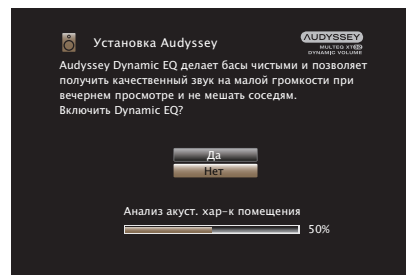 Установка Audyssey
AUDYSSEY
MULTEQ XT32
DYNAMIC VOLUME
Audyssey Dynamic EQ делает басы чистыми и позволяет
получить качественный звук на малой громкости при
вечернем просмотре и не мешать соседям.
Включить Dynamic EQ?
Да
Нет
Анализ акуст. хар-к помещения
50%